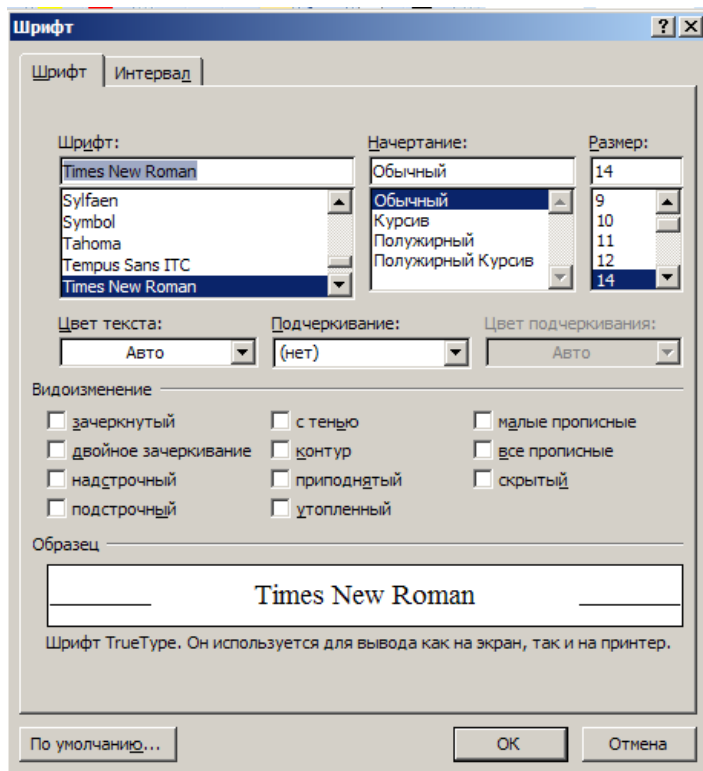 Шрифт
Шрифт Интервал
Шрифт: Начертание: Размер:
Times New Roman Обычный 14
Sylfaen Обычный 9
Symbol Курсив 10
Tahoma Полужирный 11
Tempus Sans ITC Полужирный Курсив 12
Times New Roman 14
Цвет текста: Подчеркивание: Цвет подчеркивания:
Авто (нет) Авто
Видоизменение
зачеркнутый с тенью малые прописные
двойное зачеркивание контур все прописные
надстрочный приподнятый скрытый
подстрочный утопленный
Образец
Times New Roman
Шрифт TrueType. Он используется для вывода как на экран, так и на принтер.
По умолчанию... ОК Отмена